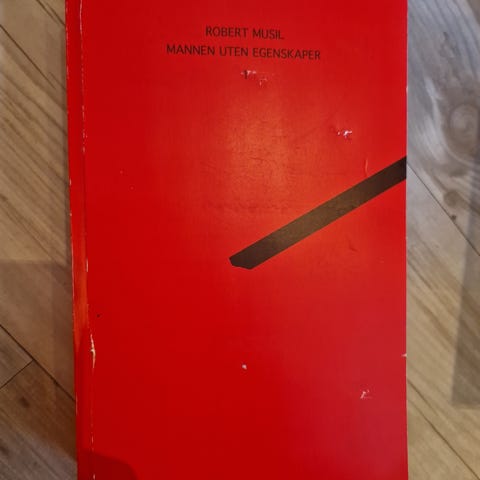 ROBERT MUSIL
MANNEN UTEN EGENSKAPER